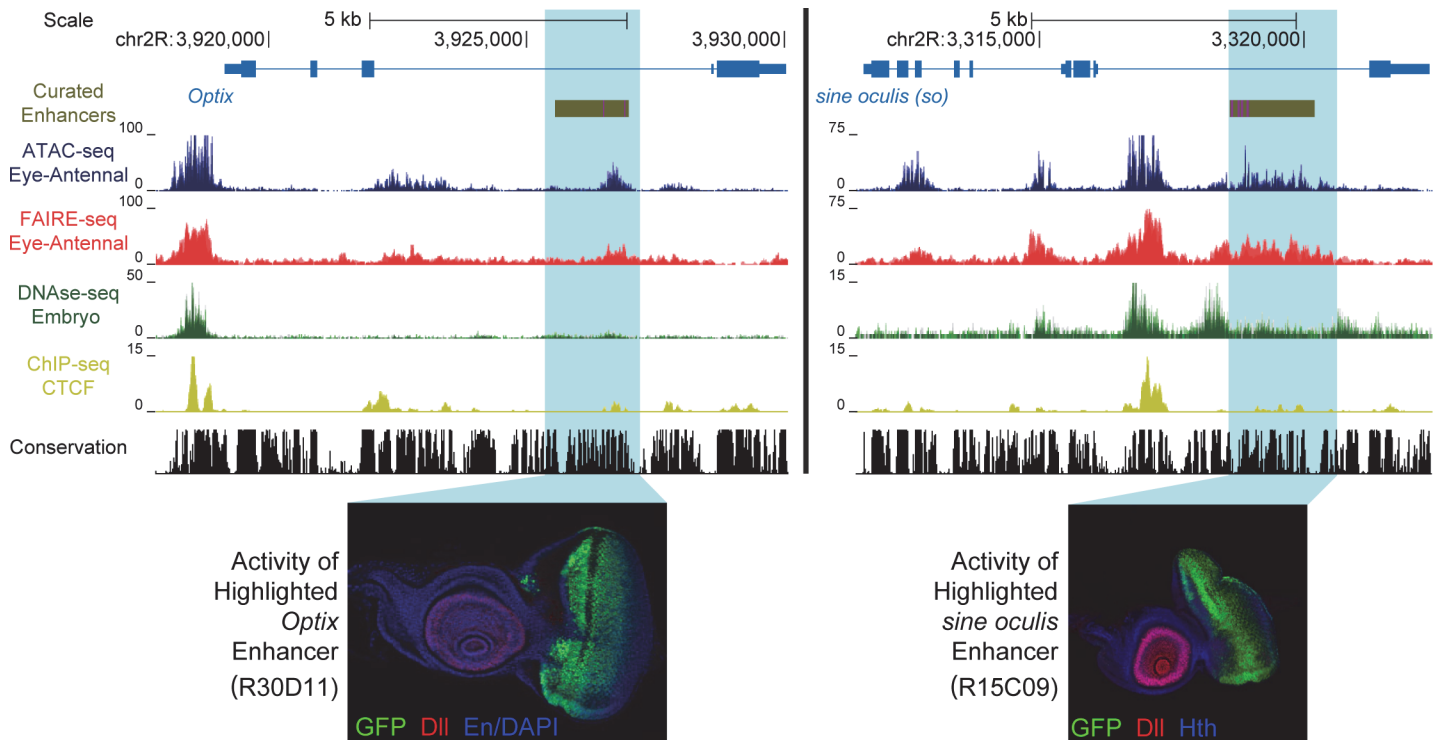 Scale
5 kb
chr2R: 3,920,000
3,925,000
3,930,000
Optix
Curated
Enhancers
100
0
ATAC-seq
Eye-Antennal
100
0
FAIRE-seq
Eye-Antennal
50
0
DNAse-seq
Embryo
15
0
ChIP-seq
CTCF
Conservation
5 kb
chr2R: 3,315,000
3,320,000
sine oculis (so)
75
0
75
0
15
0
15
0
Activity of
Highlighted
Optix
Enhancer
(R30D11)
GFP Dll En/DAPI
Activity of
Highlighted
sine oculis
Enhancer
(R15C09)
GFP Dll Hth